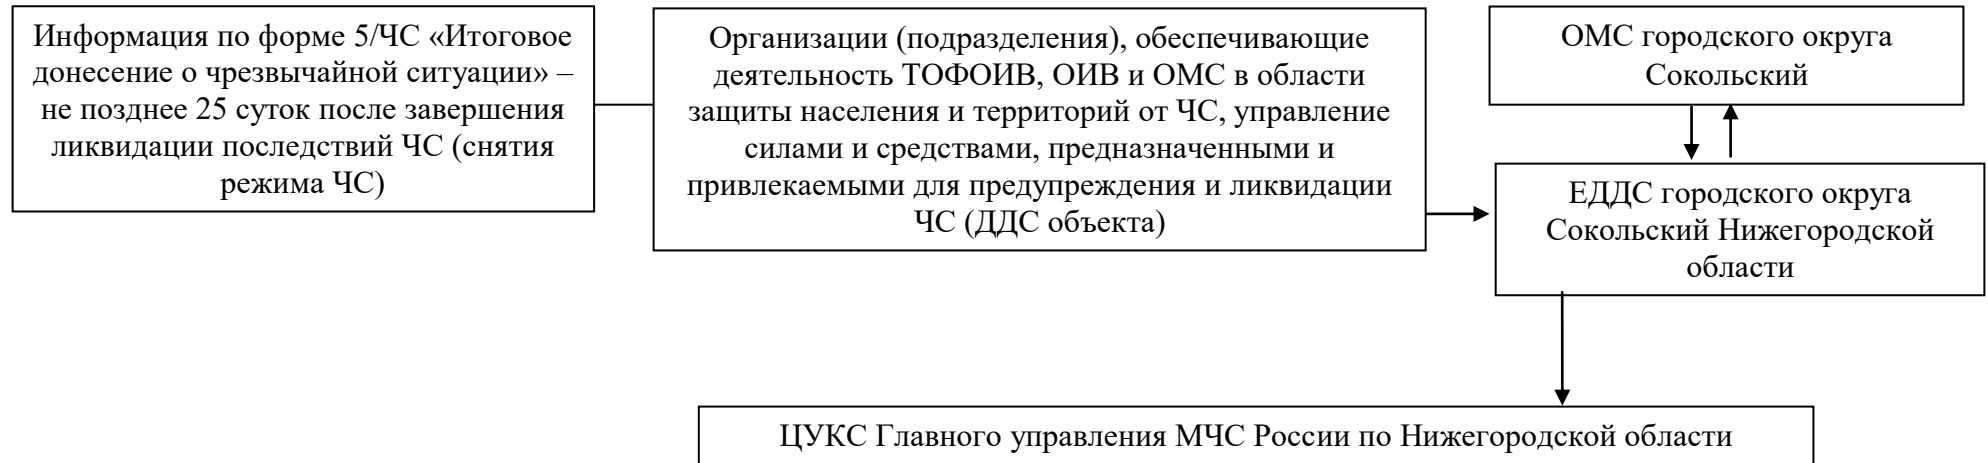 Информация по форме 5/ЧС «Итоговое
донесение о чрезвычайной ситуации» –
не позднее 25 суток после завершения
ликвидации последствий ЧС (снятия
режима ЧС)
Организации (подразделения), обеспечивающие
деятельность ТОФОИВ, ОИВ и ОМС в области
защиты населения и территорий от ЧС, управление
силами и средствами, предназначенными и
привлекаемыми для предупреждения и ликвидации
ЧС (ДДС объекта)
ОМС городского округа
Сокольский
ЕДДС городского округа
Сокольский Нижегородской
области
ЦУКС Главного управления МЧС России по Нижегородской области